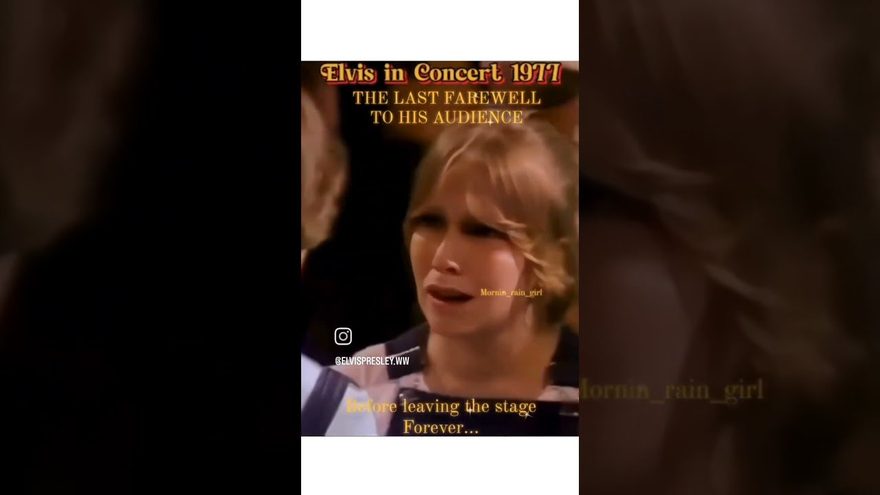 Elvis in Concert 1977
THE LAST FAREWELL
TO HIS AUDIENCE
Mornin_rain_girl
@ELVISPRESLEY.WW
Before leaving the stage
Forever...
Mornin_rain_girl